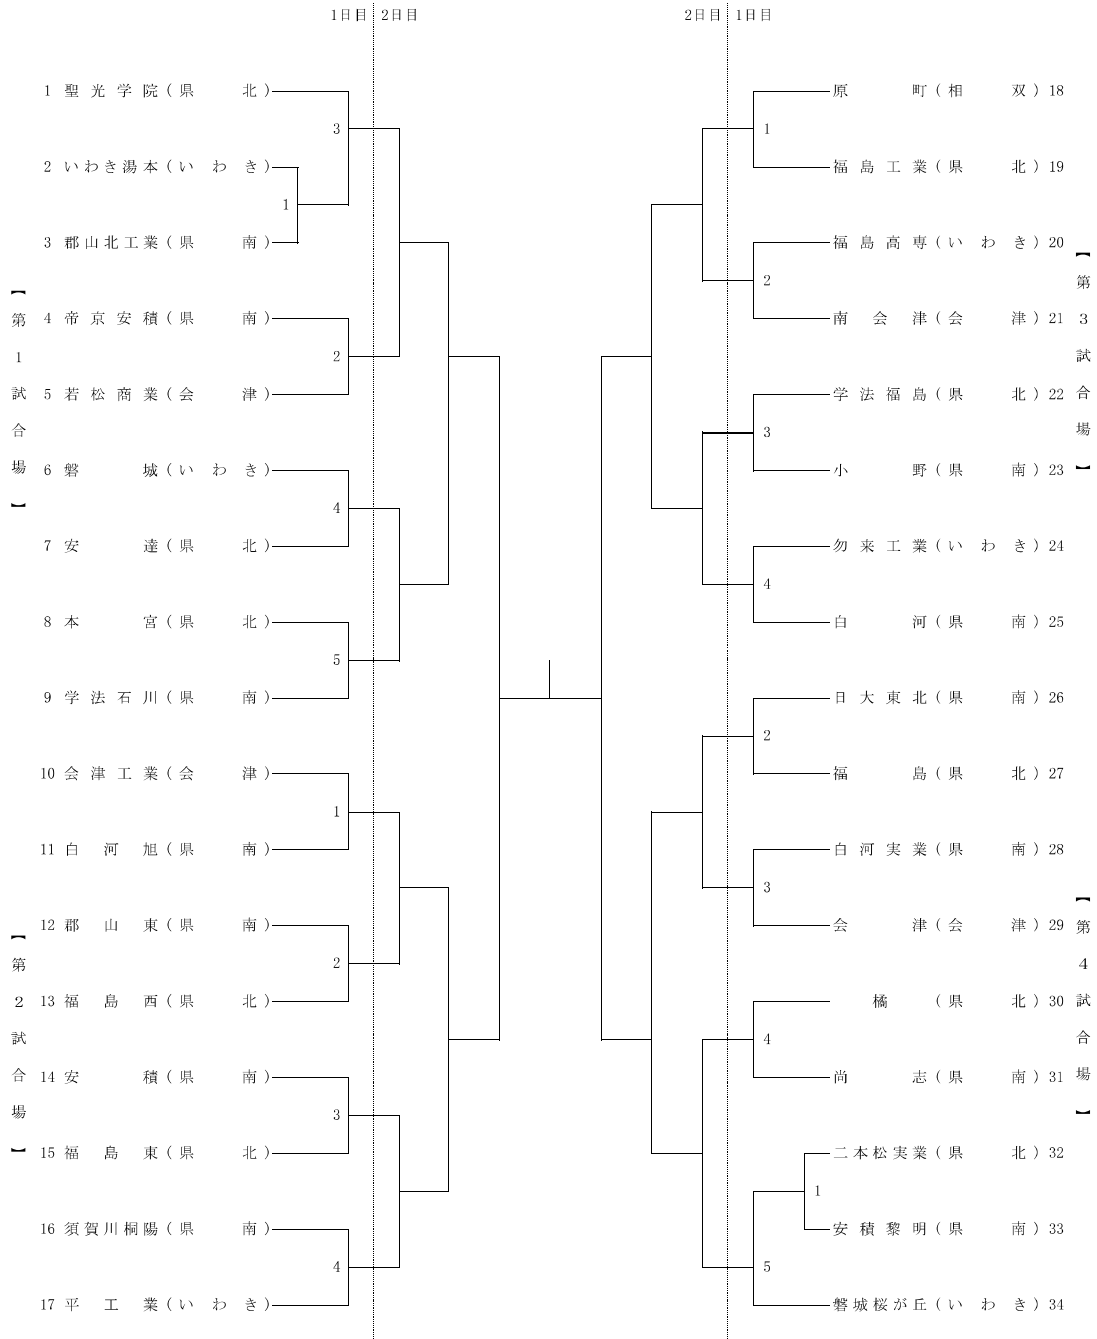 1日目 2日目
1 聖光学院(県北)
3
2 いわき湯本(いわき)
1
3 郡山北工業(県南)
4 帝京安積(県南)
2
5 若松商業(会津)
6 磐城(いわき)
4
7 安達(県北)
8 本宮(県北)
5
9 学法石川(県南)
【第1試合場】
10 会津工業(会津)
1
11 白河旭(県南)
12 郡山東(県南)
2
13 福島西(県北)
14 安積(県南)
3
15 福島東(県北)
16 須賀川桐陽(県南)
4
17 平工業(いわき)
【第2試合場】
2日目 1日目
原町(相双) 18
1
福島工業(県北) 19
福島高専(いわき) 20
2
南会津(会津) 21
学法福島(県北) 22
3
小野(県南) 23
勿来工業(いわき) 24
4
白河(県南) 25
【第3試合場】
日大東北(県南) 26
2
福島(県北) 27
白河実業(県南) 28
3
会津(会津) 29
橘(県北) 30
4
尚志(県南) 31
二本松実業(県北) 32
1
安積黎明(県南) 33
5
磐城桜が丘(いわき) 34
【第4試合場】